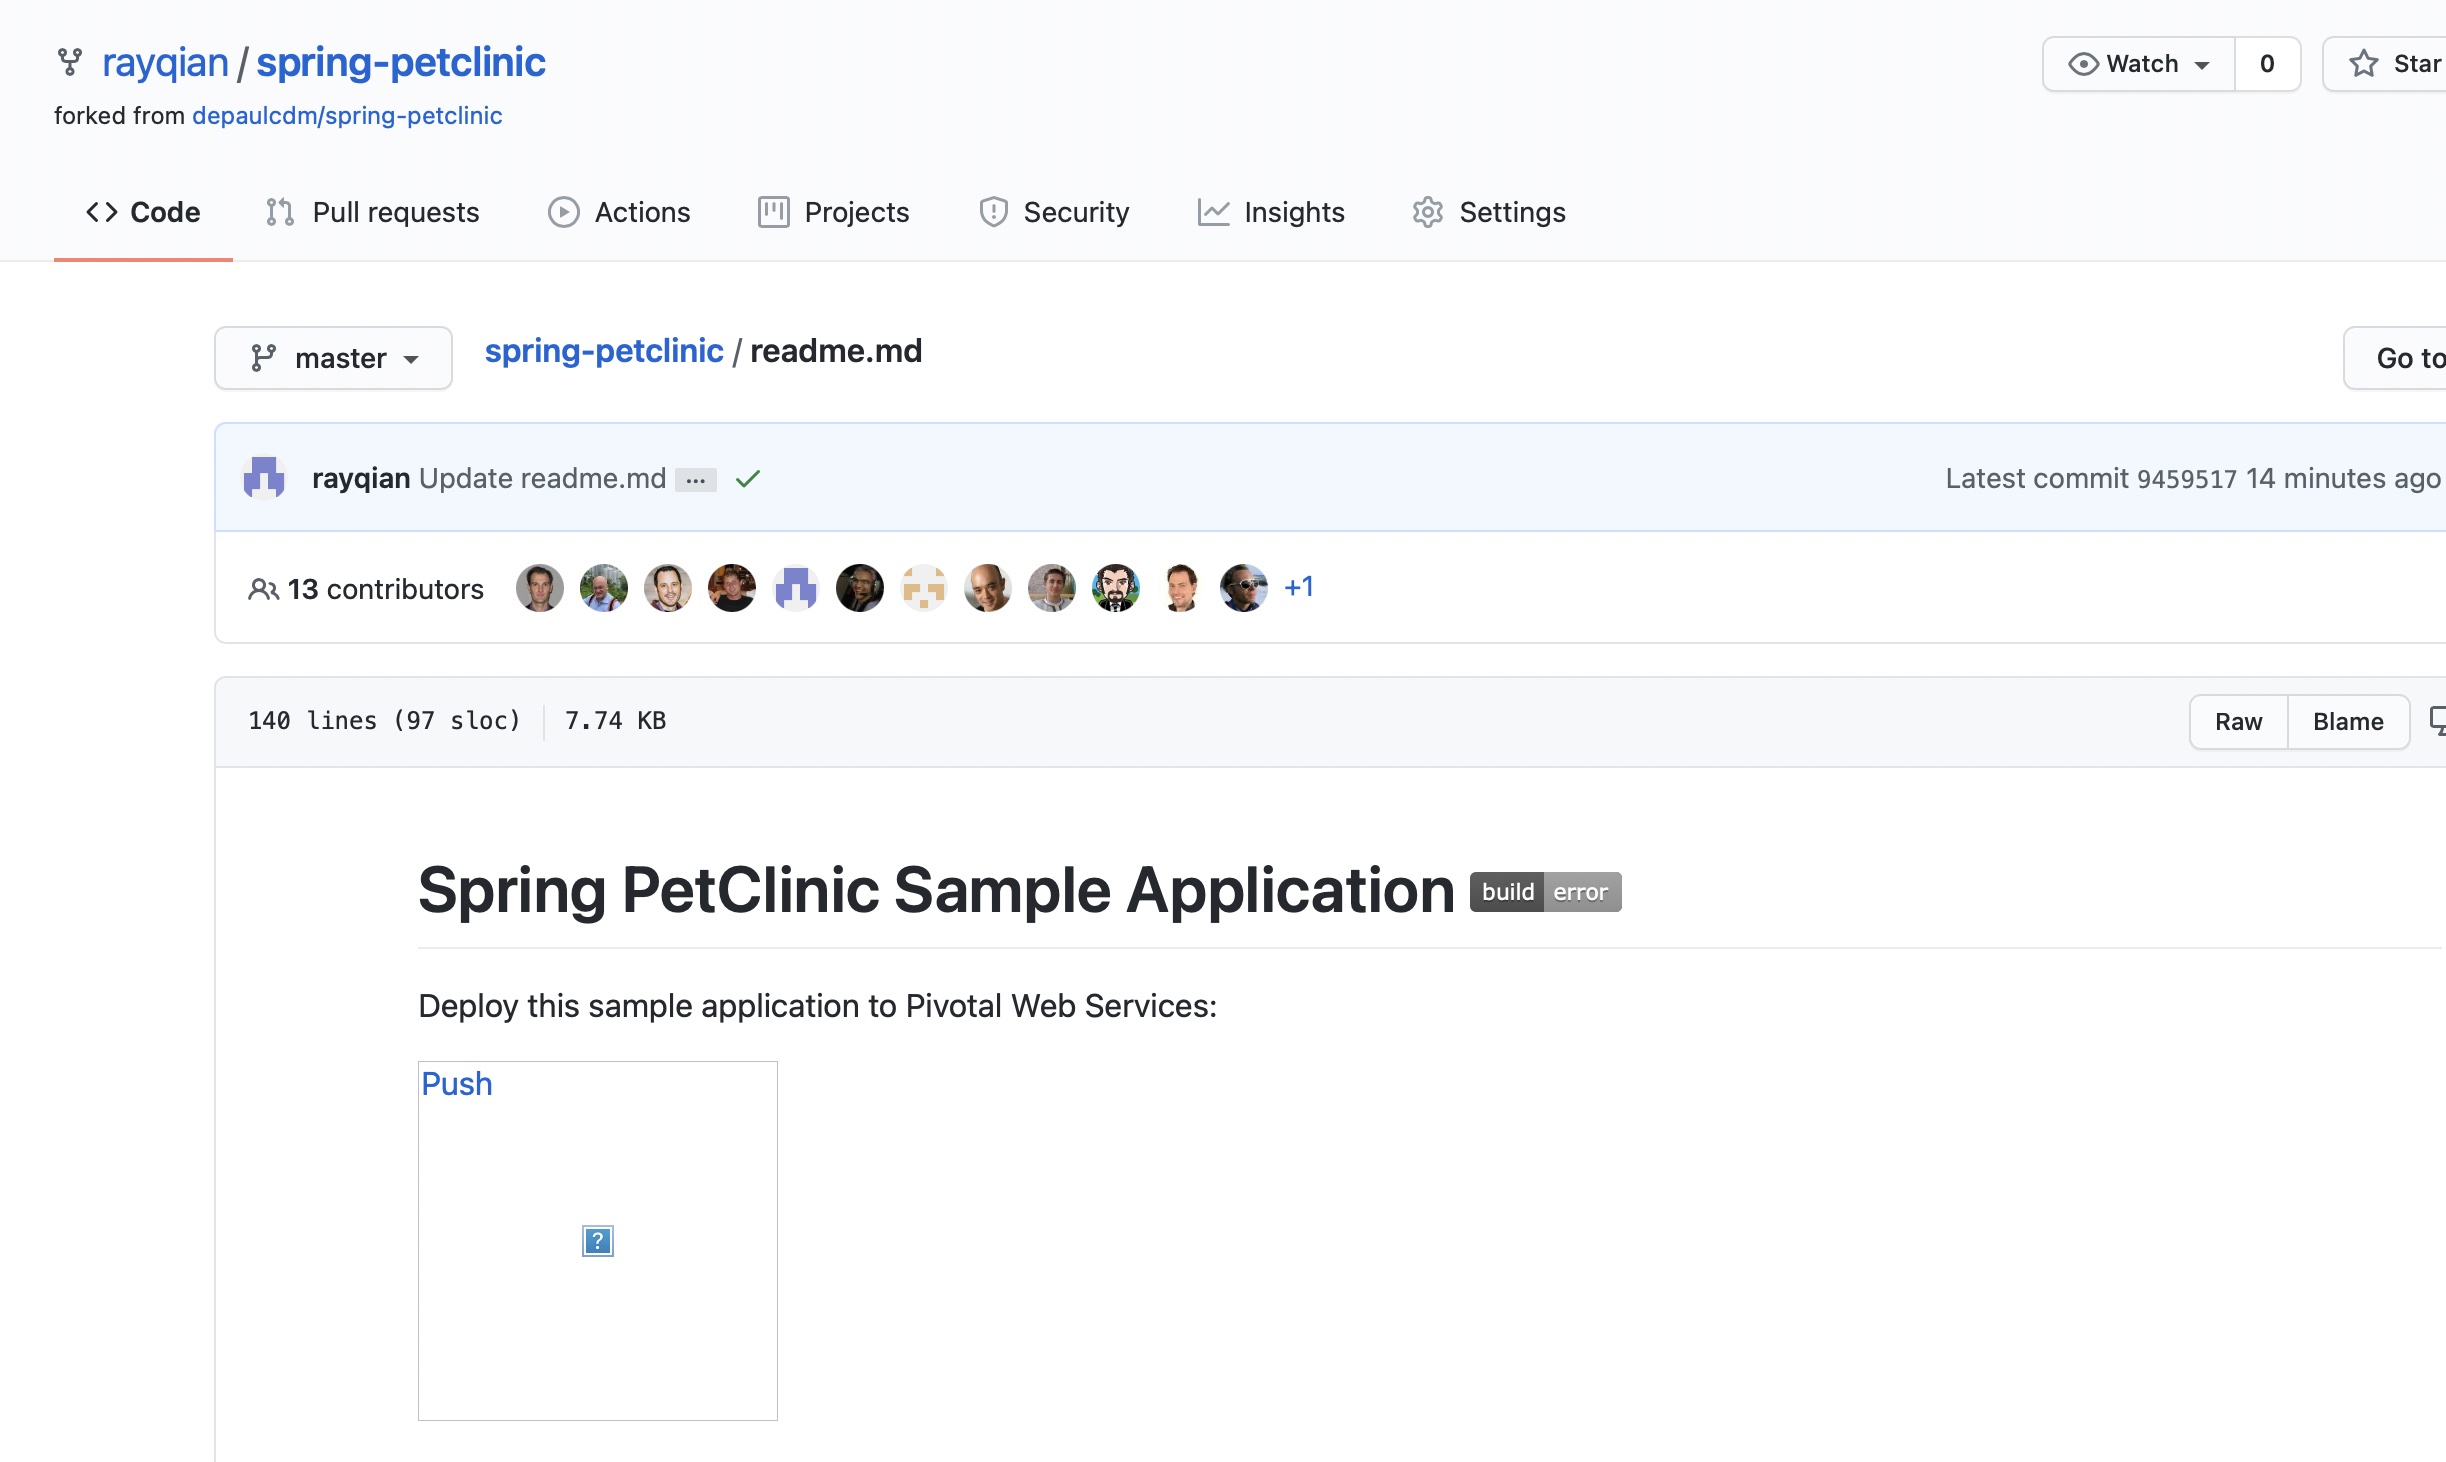 rayqian / spring-petclinic
Watch 0 Star
forked from depaulcdm/spring-petclinic
Code Pull requests Actions Projects Security Insights Settings
master spring-petclinic / readme.md Go to
rayqian Update readme.md ... Latest commit 9459517 14 minutes ago
13 contributors +1
140 lines (97 sloc) 7.74 KB Raw Blame
Spring PetClinic Sample Application build error
Deploy this sample application to Pivotal Web Services:
Push
?